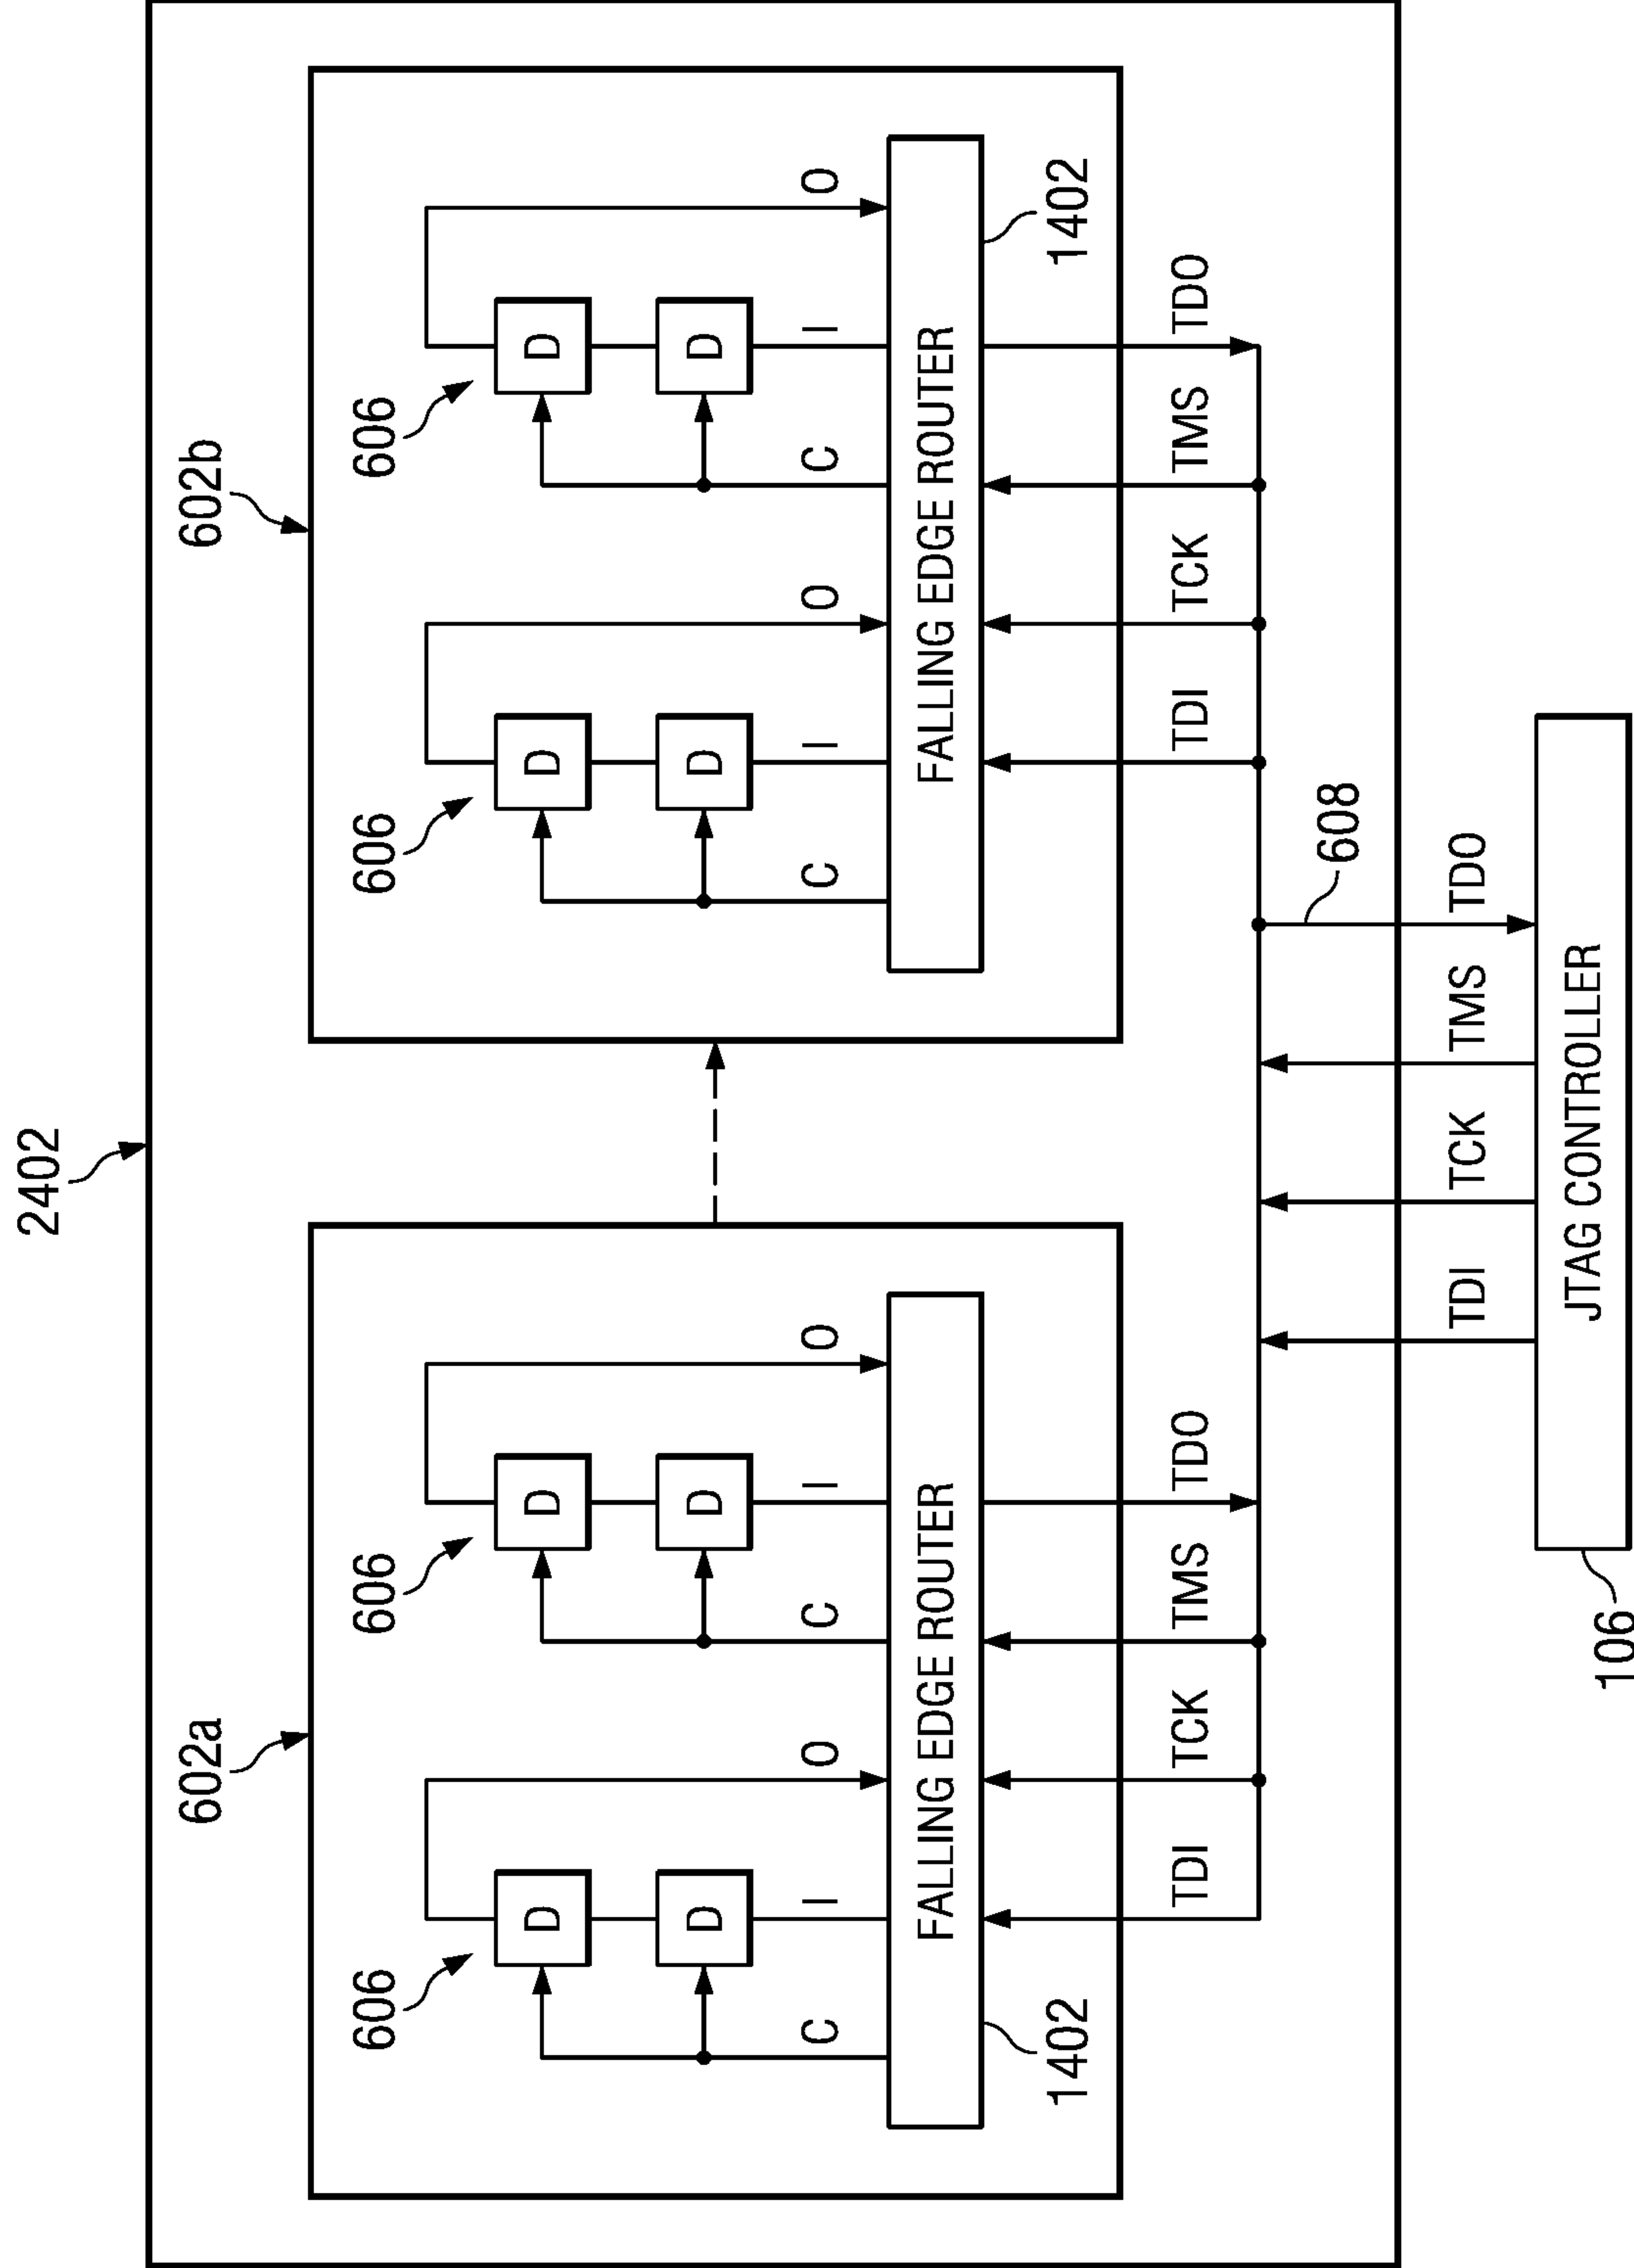 2402
602a 602b
606 606 606 606
D D D D
D D D D
C I O C I O C I O C I O
FALLING EDGE ROUTER FALLING EDGE ROUTER
1402 1402
TDI TCK TMS TDO TDI TCK TMS TDO
608
TDI TCK TMS TDO
JTAG CONTROLLER
106